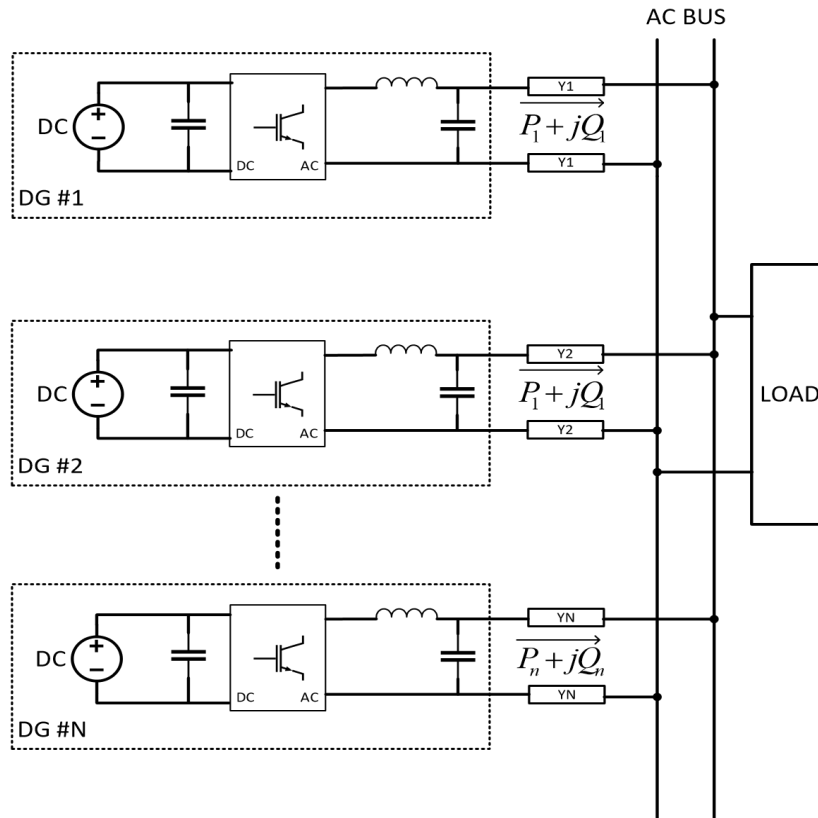 AC BUS
Y1
P₁ + jQ₁
DC
DC
AC
Y1
DG #1
Y2
P₁ + jQ₁
DC
DC
AC
Y2
DG #2
LOAD
YN
Pₙ + jQₙ
DC
DC
AC
YN
DG #N